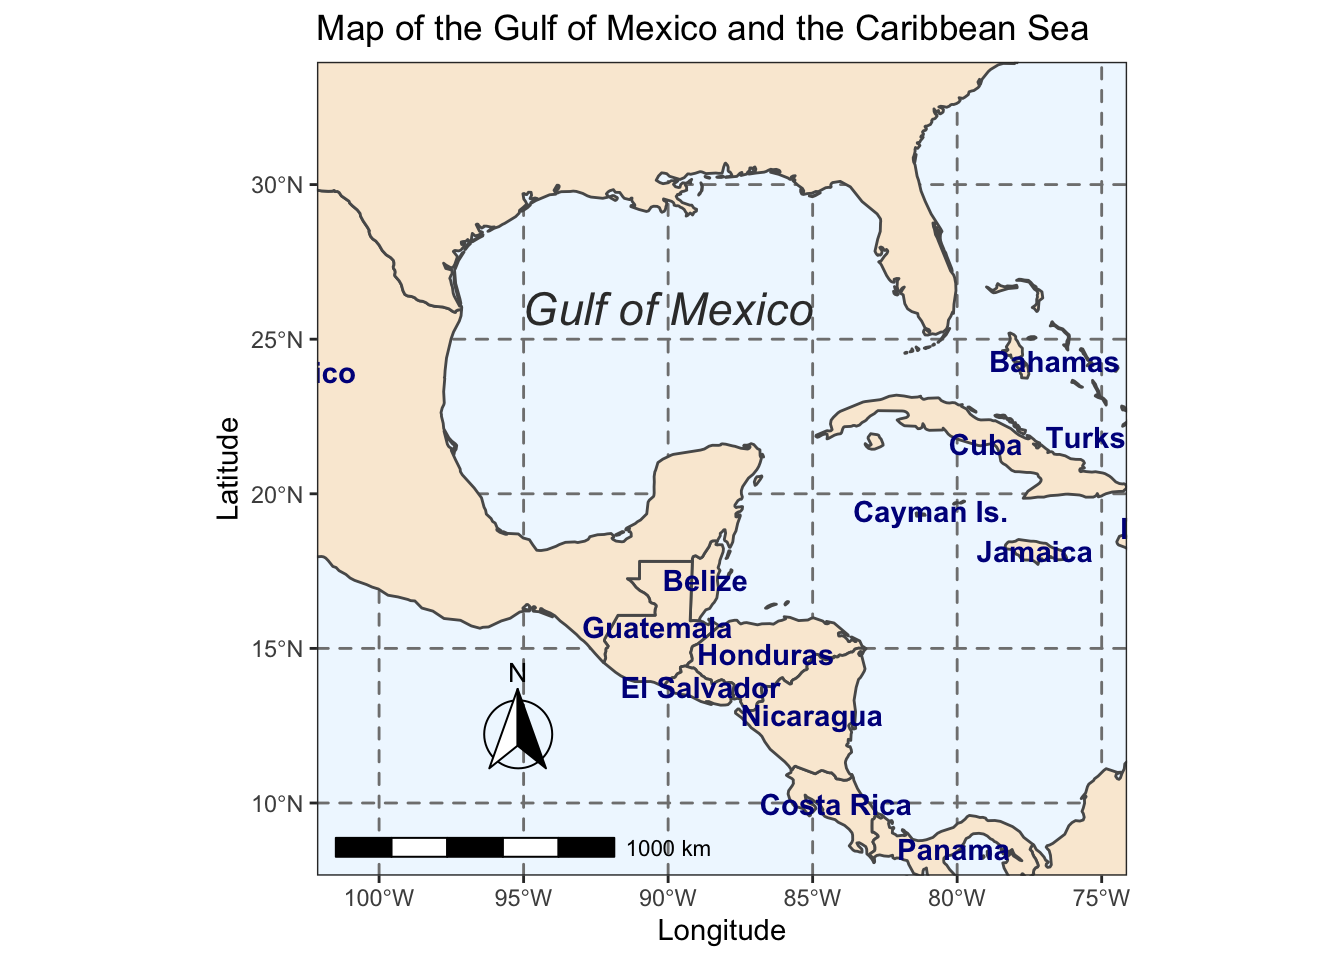 Map of the Gulf of Mexico and the Caribbean Sea
30°N
Gulf of Mexico
25°N
Bahamas
ico
Latitude
Turks
Cuba
20°N
Cayman Is.
Jamaica
Belize
Guatemala
15°N
Honduras
N
El Salvador
Nicaragua
10°N
Costa Rica
1000 km
Panama
100°W 95°W 90°W 85°W 80°W 75°W
Longitude